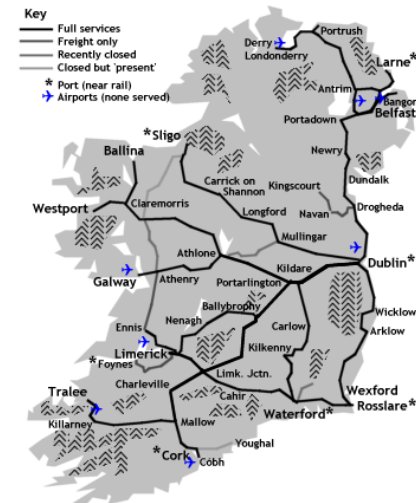 Key
Full services
Freight only
Recently closed
Closed but 'present'
* Port (near rail)
Airports (none served)
Portrush
Derry
Londonderry
Larne*
Antrim
Bangor
Belfast
Portadown
*Sligo
Newry
Ballina
Carrick on
Shannon
Kingscourt
Dundalk
Westport
Claremorris
Longford
Navan
Drogheda
Mullingar
Athlone
Dublin*
Galway
Athenry
Kildare
Portarlington
Ballybrophy
Wicklow
Ennis
Nenagh
Carlow
Arklow
Limerick
Kilkenny
*Foynes
Limk. Jctn.
Charleville
Wexford
Tralee
Cahir
Rosslare*
Waterford*
Killarney
Mallow
Youghal
*Cork
Cobh